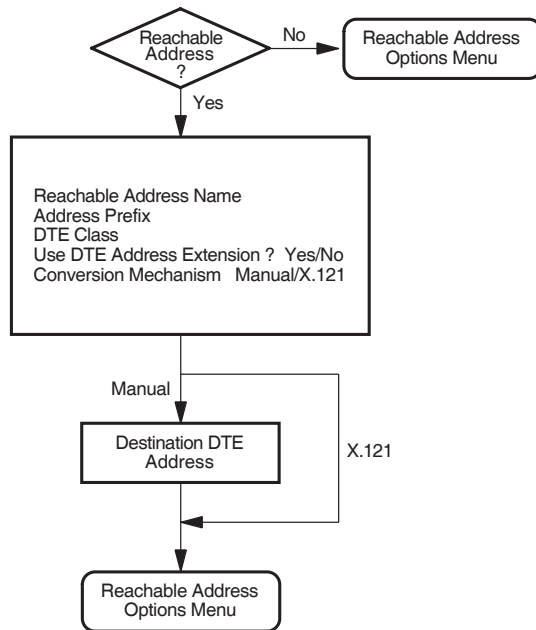 Reachable
Address
?
No
Reachable Address
Options Menu
Yes
Reachable Address Name
Address Prefix
DTE Class
Use DTE Address Extension ? Yes/No
Conversion Mechanism Manual/X.121
Manual
Destination DTE
Address
X.121
Reachable Address
Options Menu